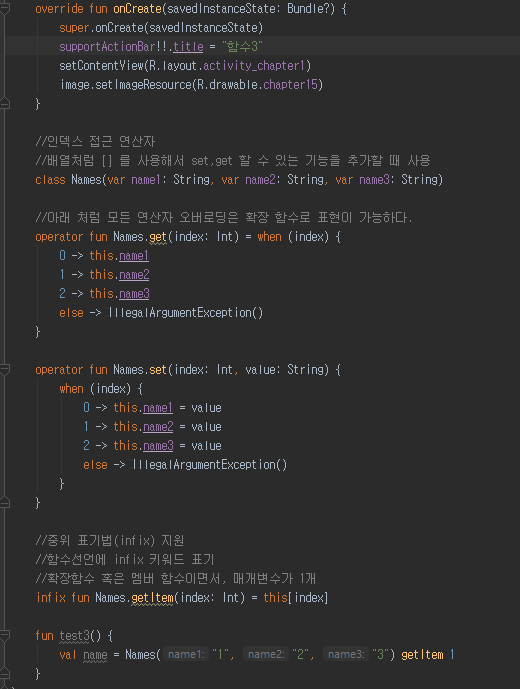 override fun onCreate(savedInstanceState: Bundle?) {
super.onCreate(savedInstanceState)
supportActionBar!!.title = "함수3"
setContentView(R.layout.activity_chapter1)
image.setImageResource(R.drawable.chapter15)
}
//인덱스 접근 연산자
//배열처럼 [] 를 사용해서 set,get 할 수 있는 기능을 추가할 때 사용
class Names(var name1: String, var name2: String, var name3: String)
//아래 처럼 모든 연산자 오버로딩은 확장 함수로 표현이 가능하다.
operator fun Names.get(index: Int) = when (index) {
0 -> this.name1
1 -> this.name2
2 -> this.name3
else -> IllegalArgumentException()
}
operator fun Names.set(index: Int, value: String) {
when (index) {
0 -> this.name1 = value
1 -> this.name2 = value
2 -> this.name3 = value
else -> IllegalArgumentException()
}
}
//중위 표기법(infix) 지원
//함수선언에 infix 키워드 표기
//확장함수 혹은 멤버 함수이면서, 매개변수가 1개
infix fun Names.getItem(index: Int) = this[index]
fun test3() {
val name = Names( name1: "1", name2: "2", name3: "3") getItem 1
}